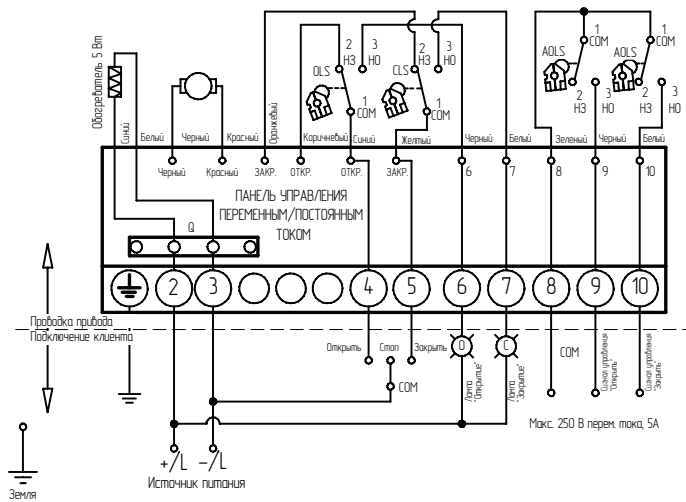 Обогреватель 5 Вт
Синий
Белый
Черный
Красный
Оранжевый
Коричневый
Синий
Желтый
Черный
Белый
Зеленый
Черный
Белый
OLS
2
НЗ
3
НО
1
COM
CLS
2
НЗ
3
НО
1
COM
AOLS
1
COM
2
НЗ
3
НО
AOLS
1
COM
2
НЗ
3
НО
Черный
Красный
ЗАКР.
ОТКР.
ОТКР.
ЗАКР.
6
7
8
9
10
ПАНЕЛЬ УПРАВЛЕНИЯ
ПЕРЕМЕННЫМ/ПОСТОЯННЫМ
ТОКОМ
Q
2
3
4
5
6
7
8
9
10
Проводка привода
Подключение клиента
Открыть
Стоп
Закрыть
COM
O
C
Лампа
"Открытие"
Лампа
"Закрытие"
COM
Сигнал управления
"Открыть"
Сигнал управления
"Закрыть"
Макс. 250 В перем. тока, 5А
+/L
−/L
Источник питания
Земля